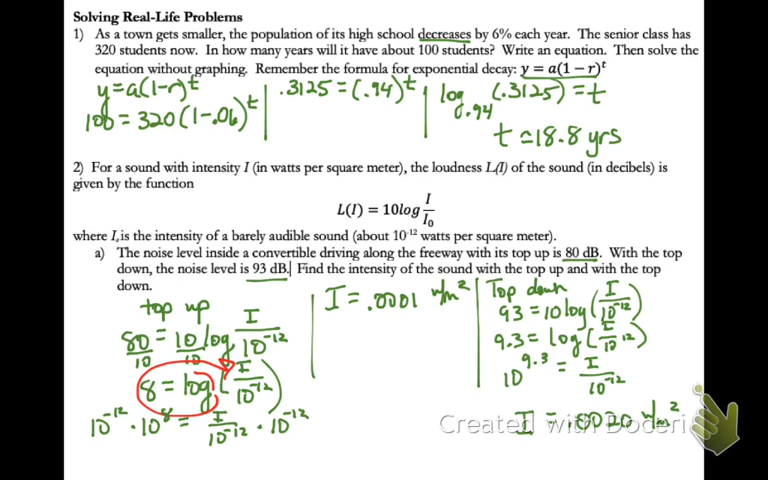 Solving Real-Life Problems
1) As a town gets smaller, the population of its high school decreases by 6% each year. The senior class has
320 students now. In how many years will it have about 100 students? Write an equation. Then solve the
equation without graphing. Remember the formula for exponential decay: y = a(1 − r)^t
y=a(1-r)^t
100 = 320(1-.06)^t
.3125 = (.94)^t
log_.94 (.3125) = t
t ≈ 18.8 yrs
2) For a sound with intensity I (in watts per square meter), the loudness L(I) of the sound (in decibels) is
given by the function
L(I) = 10log I/I₀
where I₀ is the intensity of a barely audible sound (about 10⁻¹² watts per square meter).
a) The noise level inside a convertible driving along the freeway with its top up is 80 dB. With the top
down, the noise level is 93 dB. Find the intensity of the sound with the top up and with the top
down.
top up
80/10 = 10/10 log I/10⁻¹²
8 = log (I/10⁻¹²)
10⁻¹² · 10⁸ = I/10⁻¹² · 10⁻¹²
I = .0001 w/m²
Top down
93 = 10 log (I/10⁻¹²)
9.3 = log (I/10⁻¹²)
10^9.3 = I/10⁻¹²
I = .0020 w/m²
Created with Doceri